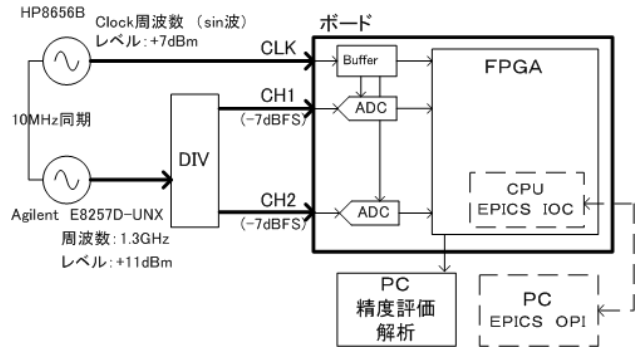 HP8656B
Clock周波数 (sin波)
レベル: +7dBm
ボード
CLK
Buffer
FPGA
CH1
(-7dBFS)
ADC
10MHz同期
DIV
CH2
(-7dBFS)
ADC
CPU
EPICS IOC
Agilent E8257D-UNX
周波数: 1.3GHz
レベル: +11dBm
PC
精度評価
解析
PC
EPICS OPI